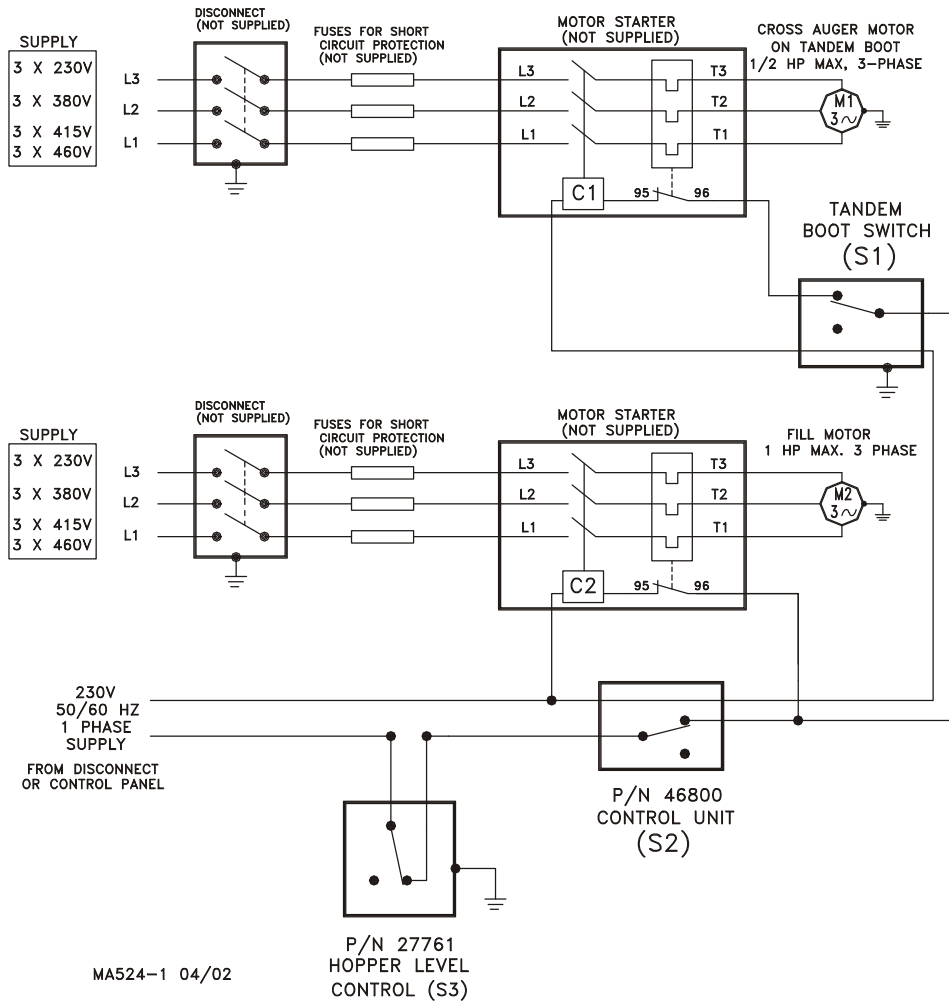 DISCONNECT
(NOT SUPPLIED)
FUSES FOR SHORT
CIRCUIT PROTECTION
(NOT SUPPLIED)
MOTOR STARTER
(NOT SUPPLIED)
CROSS AUGER MOTOR
ON TANDEM BOOT
1/2 HP MAX, 3-PHASE
SUPPLY
3 X 230V
3 X 380V
3 X 415V
3 X 460V
L3
L2
L1
L3
L2
L1
T3
T2
T1
M1
3~
C1
95
96
TANDEM
BOOT SWITCH
(S1)
DISCONNECT
(NOT SUPPLIED)
FUSES FOR SHORT
CIRCUIT PROTECTION
(NOT SUPPLIED)
MOTOR STARTER
(NOT SUPPLIED)
FILL MOTOR
1 HP MAX. 3 PHASE
SUPPLY
3 X 230V
3 X 380V
3 X 415V
3 X 460V
L3
L2
L1
L3
L2
L1
T3
T2
T1
M2
3~
C2
95
96
230V
50/60 HZ
1 PHASE
SUPPLY
FROM DISCONNECT
OR CONTROL PANEL
P/N 46800
CONTROL UNIT
(S2)
P/N 27761
HOPPER LEVEL
CONTROL (S3)
MA524-1 04/02